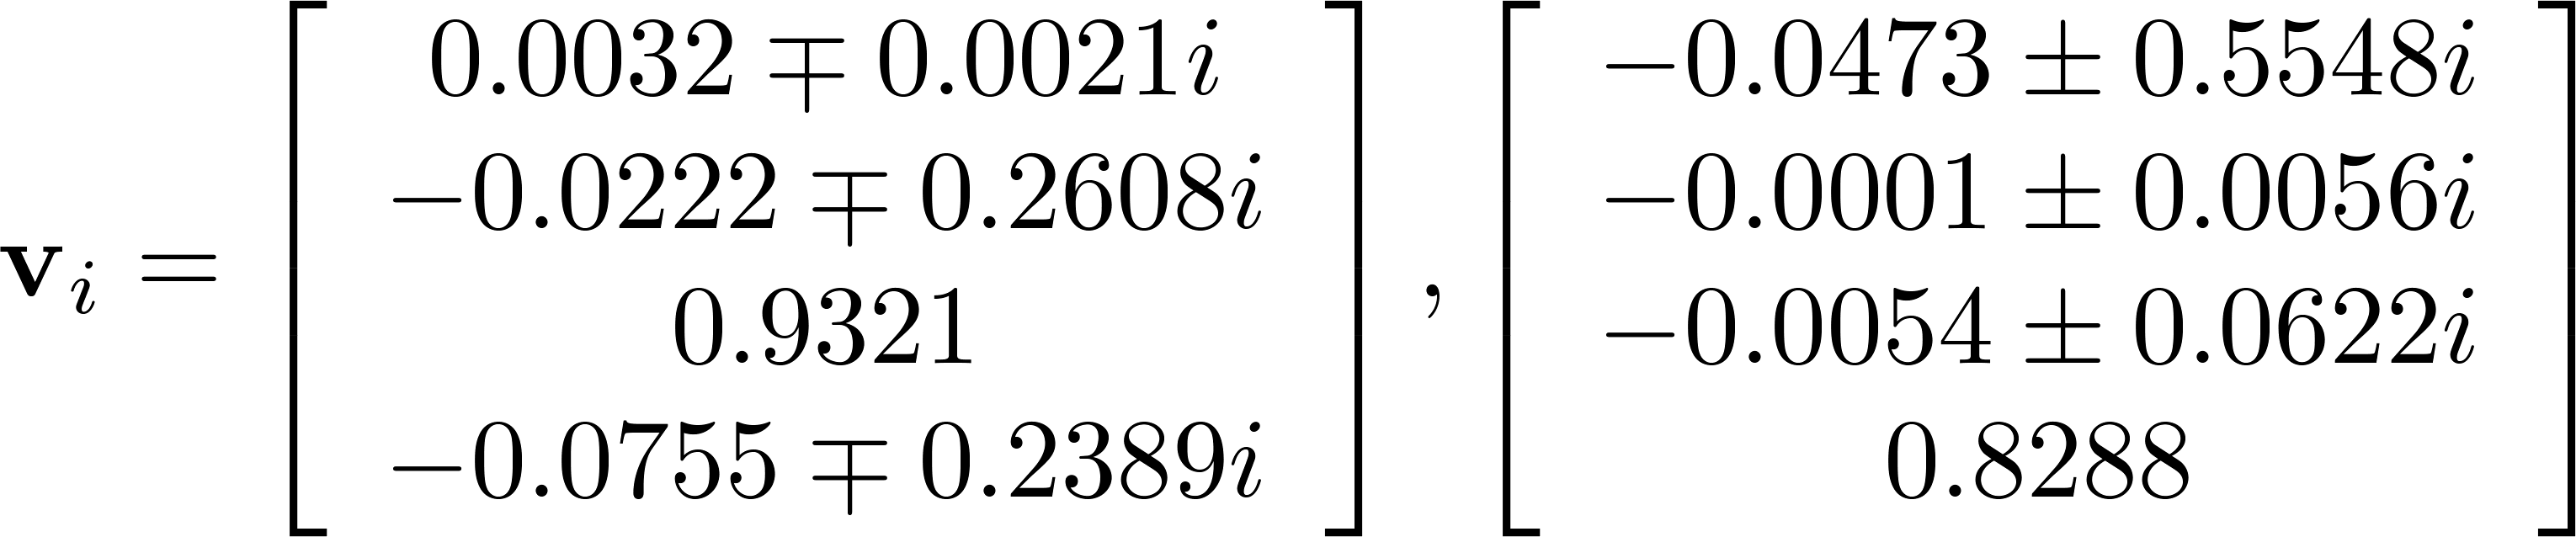 v_i = [ 0.0032 ∓ 0.0021i
-0.0222 ∓ 0.2608i
0.9321
-0.0755 ∓ 0.2389i ] , [ -0.0473 ± 0.5548i
-0.0001 ± 0.0056i
-0.0054 ± 0.0622i
0.8288 ]